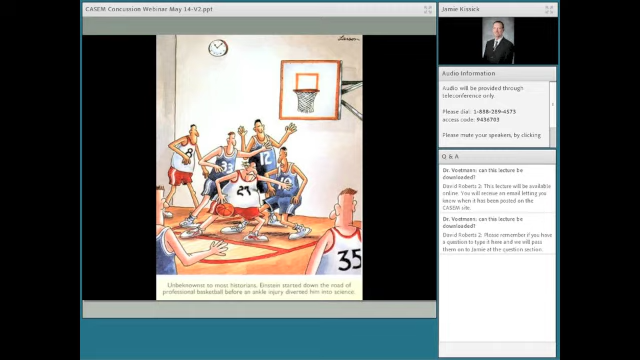 CASEM Concussion Webinar May 14-V2.ppt
Larson
8
33
12
21
35
Unbeknownst to most historians, Einstein started down the road of
professional basketball before an ankle injury diverted him into science.
Jamie Kissick
Audio Information
Audio will be provided through
teleconference only.
Please dial: 1-888-289-4573
access code: 9436703
Please mute your speakers, by clicking
Q & A
Dr. Vostmann: can this lecture be
downloaded?
David Roberts 2: This lecture will be available
online. You will receive an email letting you
know when it has been posted on the
CASEM site.
Dr. Vostmann: can this lecture be
downloaded?
David Roberts 2: Please remember if you have
a question to type it here and we will pass
them on to Jamie at the question section.